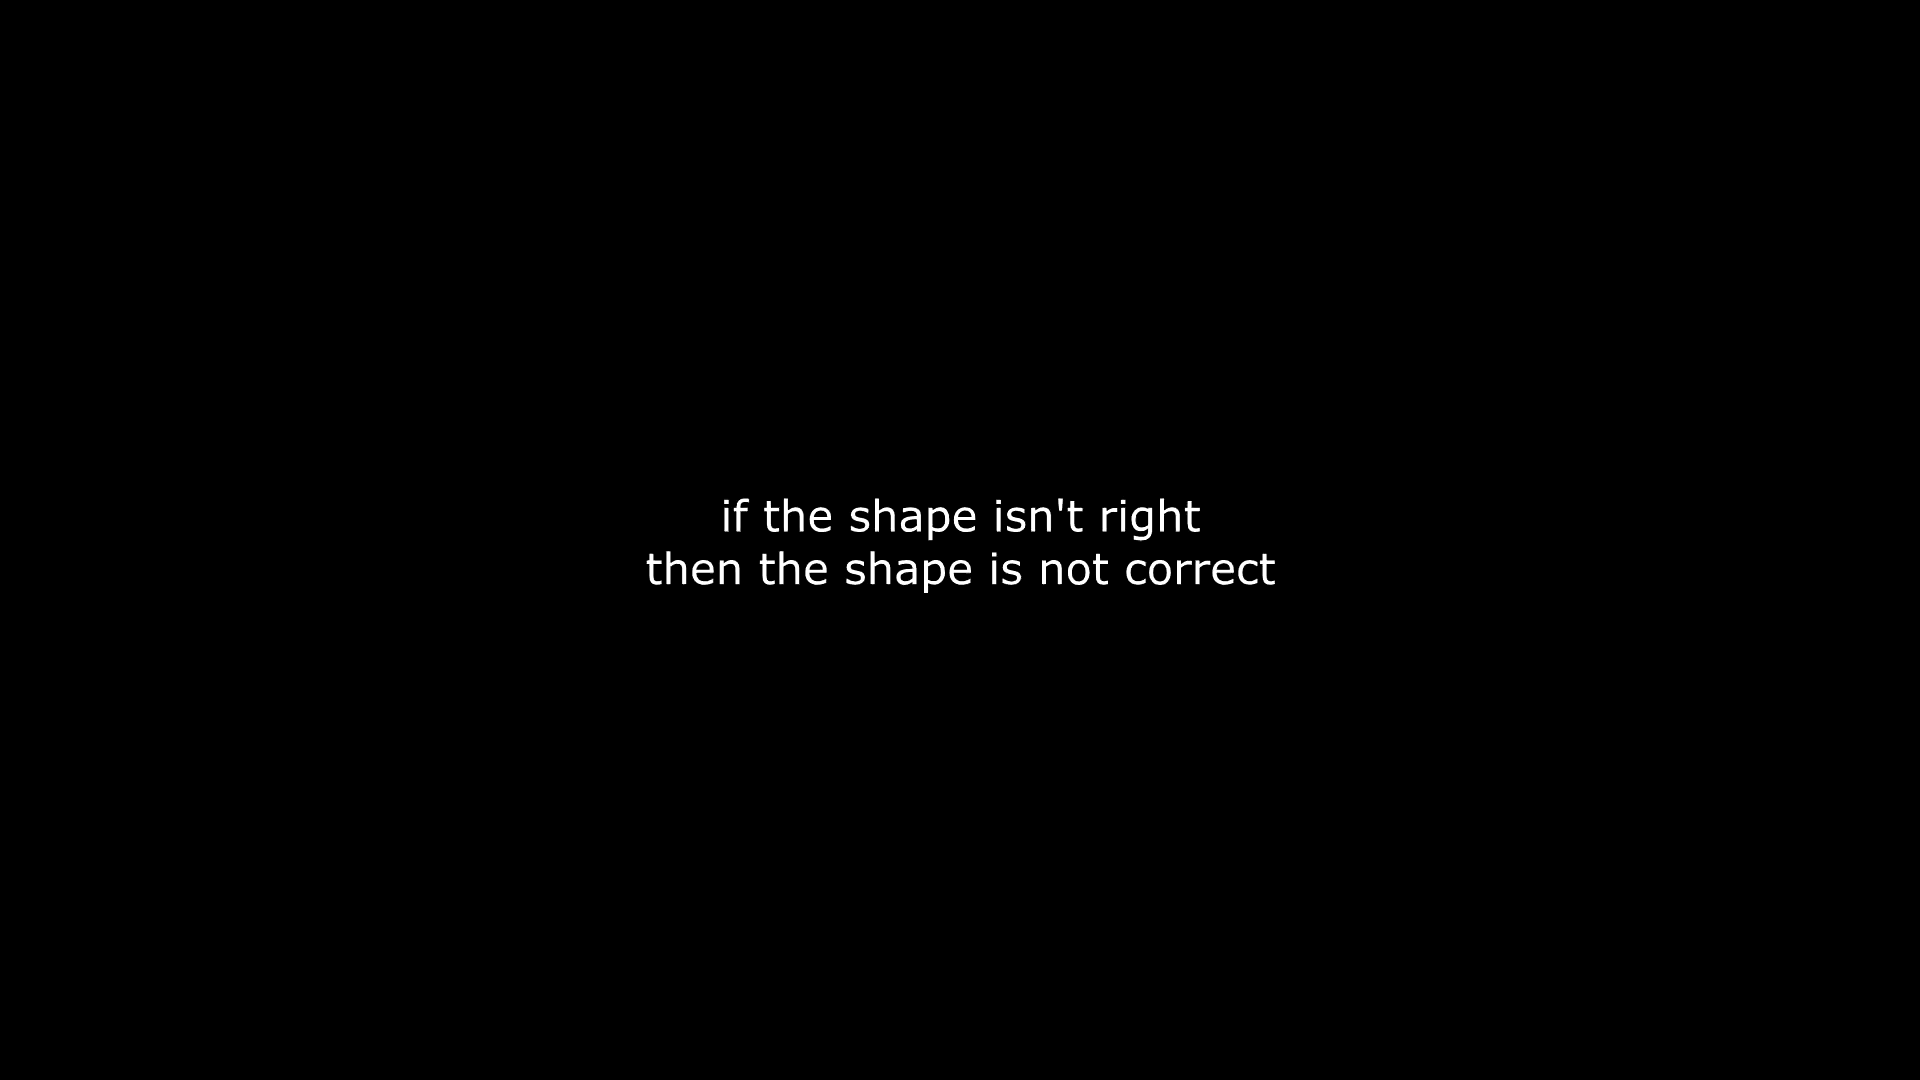 if the shape isn't right
then the shape is not correct